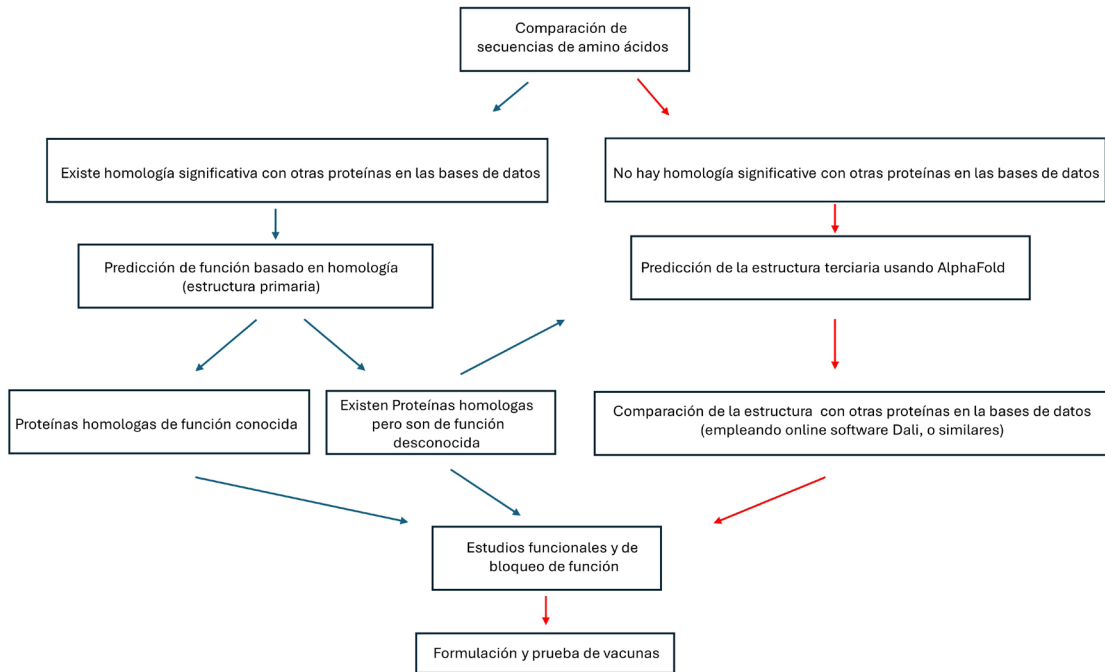 Comparación de
secuencias de amino ácidos
Existe homología significativa con otras proteínas en las bases de datos
No hay homología significative con otras proteínas en las bases de datos
Predicción de función basado en homología
(estructura primaria)
Predicción de la estructura terciaria usando AlphaFold
Proteínas homologas de función conocida
Existen Proteínas homologas
pero son de función
desconocida
Comparación de la estructura con otras proteínas en la bases de datos
(empleando online software Dali, o similares)
Estudios funcionales y de
bloqueo de función
Formulación y prueba de vacunas